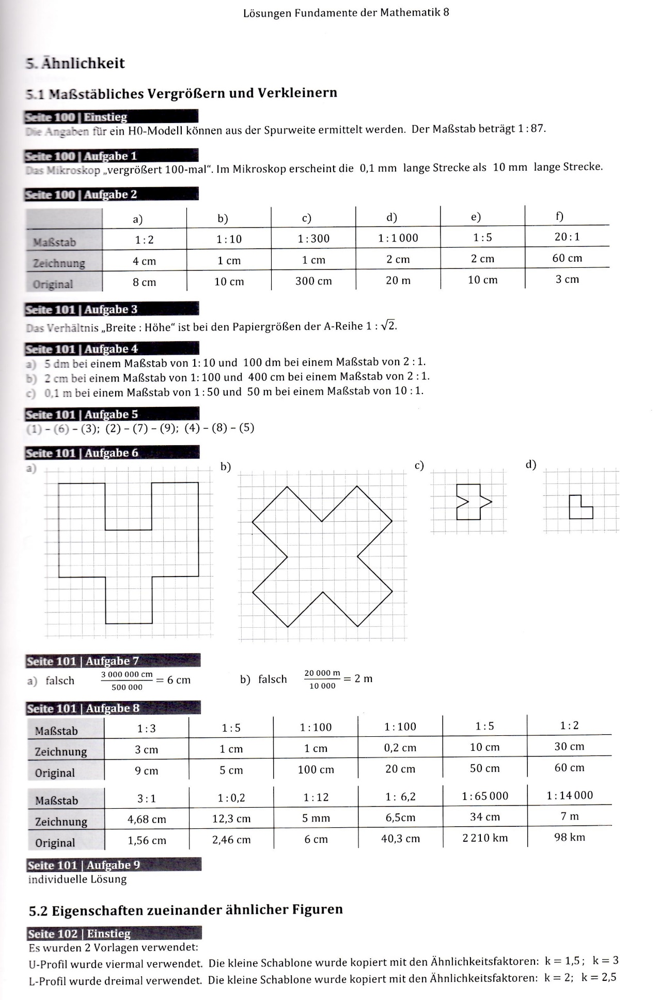 Lösungen Fundamente der Mathematik 8
5. Ähnlichkeit
5.1 Maßstäbliches Vergrößern und Verkleinern
Seite 100 | Einstieg
Die Angaben für ein H0-Modell können aus der Spurweite ermittelt werden. Der Maßstab beträgt 1 : 87.
Seite 100 | Aufgabe 1
Das Mikroskop „vergrößert 100-mal“. Im Mikroskop erscheint die 0,1 mm lange Strecke als 10 mm lange Strecke.
Seite 100 | Aufgabe 2
a) b) c) d) e) f)
Maßstab 1 : 2 1 : 10 1 : 300 1 : 1 000 1 : 5 20 : 1
Zeichnung 4 cm 1 cm 1 cm 2 cm 2 cm 60 cm
Original 8 cm 10 cm 300 cm 20 m 10 cm 3 cm
Seite 101 | Aufgabe 3
Das Verhältnis „Breite : Höhe“ ist bei den Papiergrößen der A-Reihe 1 : √2.
Seite 101 | Aufgabe 4
a) 5 dm bei einem Maßstab von 1: 10 und 100 dm bei einem Maßstab von 2 : 1.
b) 2 cm bei einem Maßstab von 1: 100 und 400 cm bei einem Maßstab von 2 : 1.
c) 0,1 m bei einem Maßstab von 1 : 50 und 50 m bei einem Maßstab von 10 : 1.
Seite 101 | Aufgabe 5
(1) – (6) – (3); (2) – (7) – (9); (4) – (8) – (5)
Seite 101 | Aufgabe 6
a) b) c) d)
Seite 101 | Aufgabe 7
a) falsch 3 000 000 cm / 500 000 = 6 cm b) falsch 20 000 m / 10 000 = 2 m
Seite 101 | Aufgabe 8
Maßstab 1 : 3 1 : 5 1 : 100 1 : 100 1 : 5 1 : 2
Zeichnung 3 cm 1 cm 1 cm 0,2 cm 10 cm 30 cm
Original 9 cm 5 cm 100 cm 20 cm 50 cm 60 cm
Maßstab 3 : 1 1 : 0,2 1 : 12 1 : 6,2 1 : 65 000 1 : 14 000
Zeichnung 4,68 cm 12,3 cm 5 mm 6,5cm 34 cm 7 m
Original 1,56 cm 2,46 cm 6 cm 40,3 cm 2 210 km 98 km
Seite 101 | Aufgabe 9
individuelle Lösung
5.2 Eigenschaften zueinander ähnlicher Figuren
Seite 102 | Einstieg
Es wurden 2 Vorlagen verwendet:
U-Profil wurde viermal verwendet. Die kleine Schablone wurde kopiert mit den Ähnlichkeitsfaktoren: k = 1,5 ; k = 3
L-Profil wurde dreimal verwendet. Die kleine Schablone wurde kopiert mit den Ähnlichkeitsfaktoren: k = 2; k = 2,5